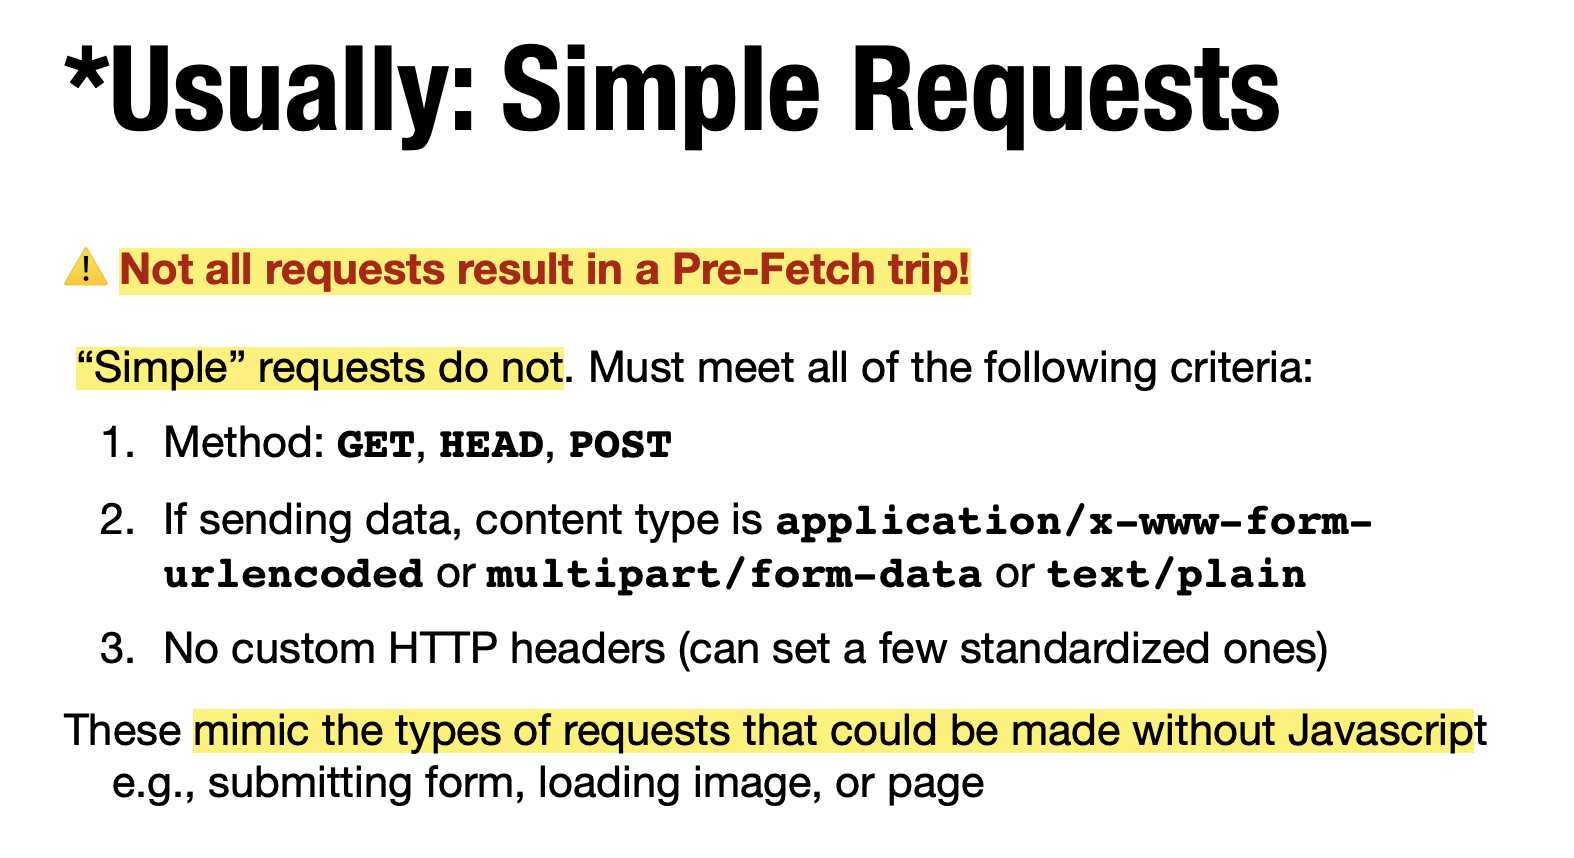 *Usually: Simple Requests
⚠️ Not all requests result in a Pre-Fetch trip!
“Simple” requests do not. Must meet all of the following criteria:
1. Method: GET, HEAD, POST
2. If sending data, content type is application/x-www-form-
urlencoded or multipart/form-data or text/plain
3. No custom HTTP headers (can set a few standardized ones)
These mimic the types of requests that could be made without Javascript
e.g., submitting form, loading image, or page